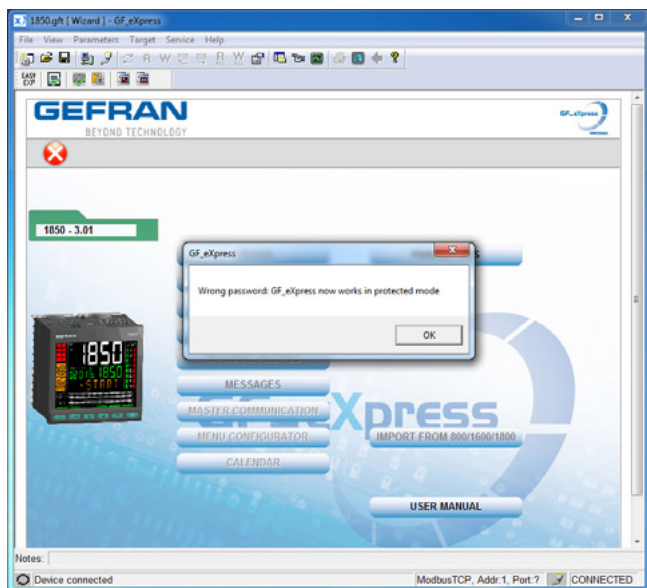 1850.gft [ Wizard ] - GF_eXpress
File View Parameters Target Service Help
R W
EASY EXP
GEFRAN
BEYOND TECHNOLOGY
GF_eXpress
1850 - 3.01
GF_eXpress
Wrong password: GF_eXpress now works in protected mode
OK
GEFRAN
1850
START
MESSAGES
MASTER COMMUNICATION
Xpress
MENU CONFIGURATOR
IMPORT FROM 800/1600/1800
CALENDAR
USER MANUAL
Notes:
Device connected
ModbusTCP, Addr:1, Port:?
CONNECTED